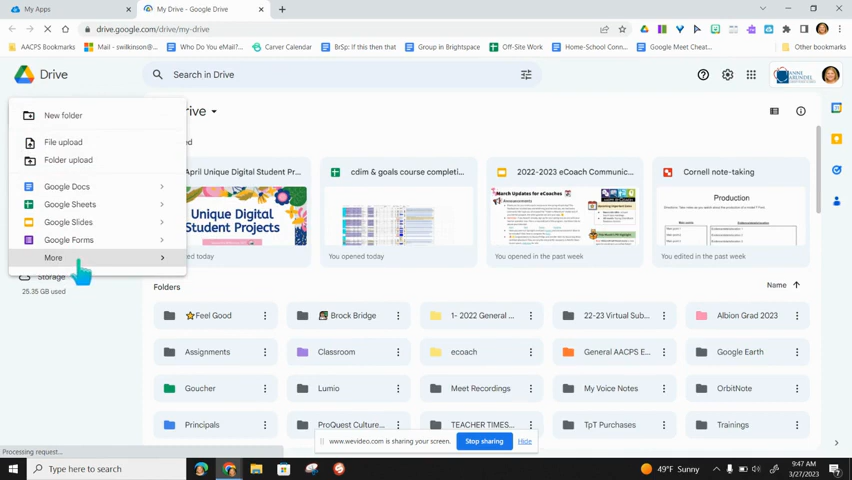 My Apps
My Drive - Google Drive
drive.google.com/drive/my-drive
AACPS Bookmarks
Mail - swilkinson@...
Who Do You eMail?...
Carver Calendar
BrSp: If this then that
Group in Brightspace
Off-Site Work
Home-School Conn...
Google Meet Cheat...
Other bookmarks
Drive
Search in Drive
ANNE
ARUNDEL
New folder
File upload
Folder upload
Google Docs
Google Sheets
Google Slides
Google Forms
More
Storage
25.35 GB used
rive
ed
April Unique Digital Student Pr...
cdim & goals course completi...
2022-2023 eCoach Communic...
Cornell note-taking
Unique Digital
Student Projects
March Updates for eCoaches
Announcements
Production
ened today
You opened today
You opened in the past week
You edited in the past week
Folders
Name
⭐Feel Good
Brock Bridge
1- 2022 General ...
22-23 Virtual Sub...
Albion Grad 2023
Assignments
Classroom
ecoach
General AACPS E...
Google Earth
Goucher
Lumio
Meet Recordings
My Voice Notes
OrbitNote
Principals
ProQuest Culture...
TEACHER TIMES...
TpT Purchases
Trainings
www.wevideo.com is sharing your screen.
Stop sharing
Hide
Processing request...
Type here to search
49°F Sunny
9:47 AM
3/27/2023